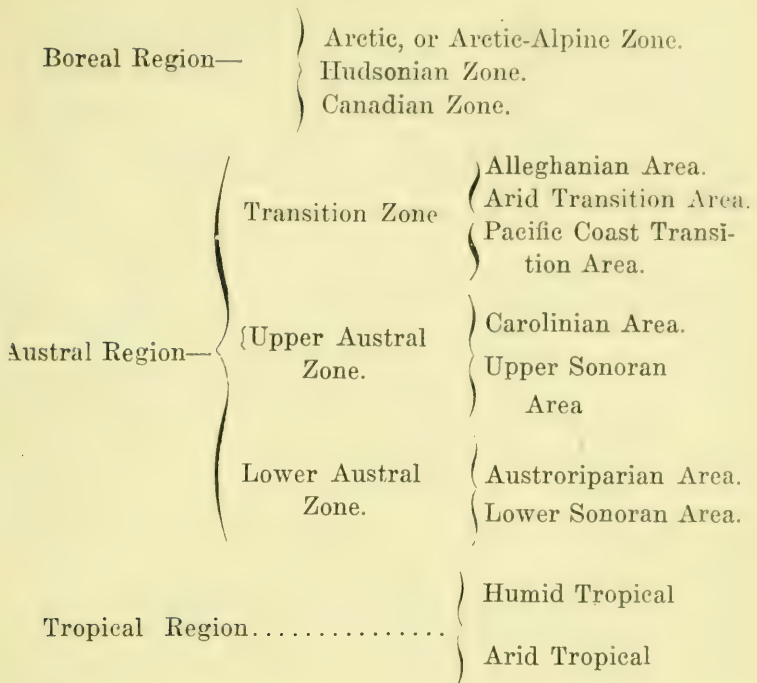 Boreal Region—
Arctic, or Arctic-Alpine Zone.
Hudsonian Zone.
Canadian Zone.
Austral Region—
Transition Zone
Alleghanian Area.
Arid Transition Area.
Pacific Coast Transi-
tion Area.
{Upper Austral
Zone.
Carolinian Area.
Upper Sonoran
Area
Lower Austral
Zone.
Austroriparian Area.
Lower Sonoran Area.
Tropical Region...............
Humid Tropical
Arid Tropical